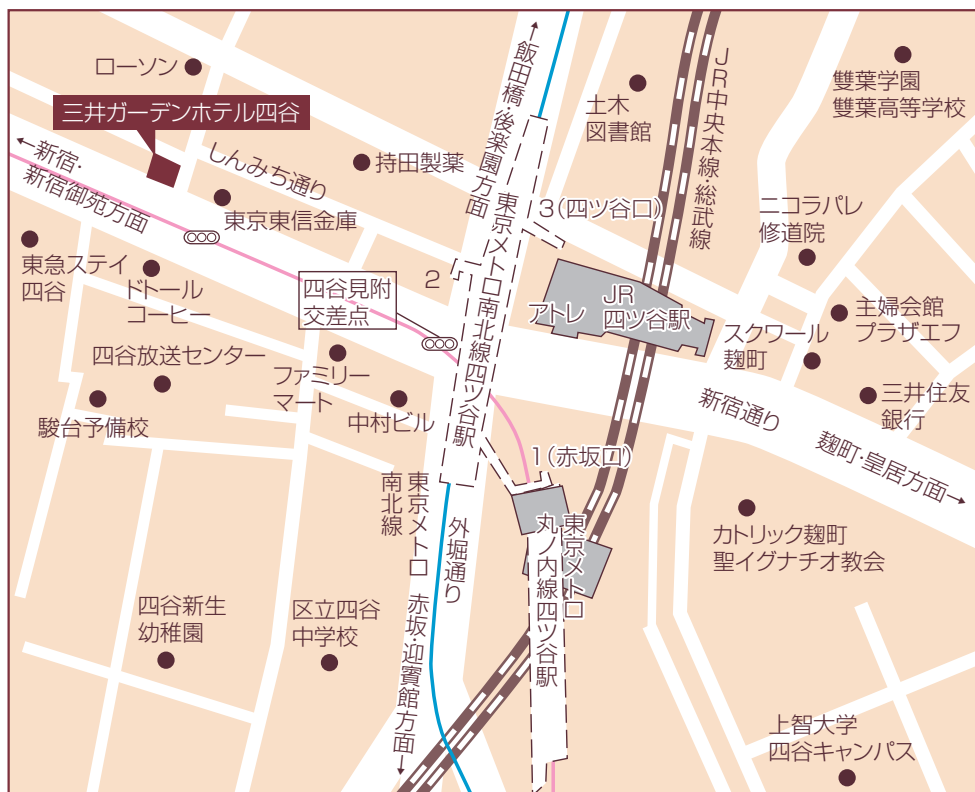 ローソン
三井ガーデンホテル四谷
←新宿・
新宿御苑方面
しんみち通り
持田製薬
東京東信金庫
東急ステイ
四谷
ドトール
コーヒー
四谷見附
交差点
四谷放送センター
駿台予備校
ファミリー
マート
中村ビル
←飯田橋・後楽園方面
東京メトロ南北線四ツ谷駅
2
3(四ツ谷口)
土木
図書館
JR中央本線・総武線
雙葉学園
雙葉高等学校
ニコラバレ
修道院
アトレ
JR
四ツ谷駅
主婦会館
プラザエフ
スクワール
麹町
三井住友
銀行
新宿通り
麹町・皇居方面→
1(赤坂口)
東京メトロ
丸ノ内線四ツ谷駅
カトリック麹町
聖イグナチオ教会
東京メトロ
南北線
赤坂・迎賓館方面→
外堀通り
四谷新生
幼稚園
区立四谷
中学校
上智大学
四谷キャンパス